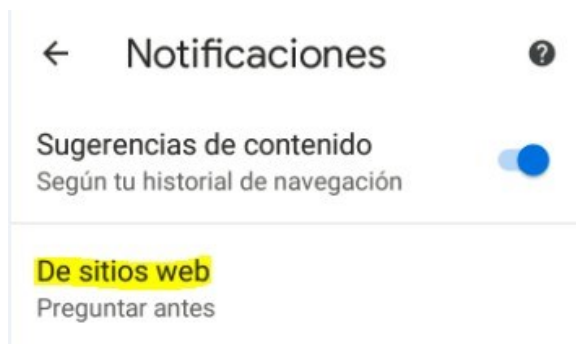 Notificaciones
Sugerencias de contenido
Según tu historial de navegación
De sitios web
Preguntar antes